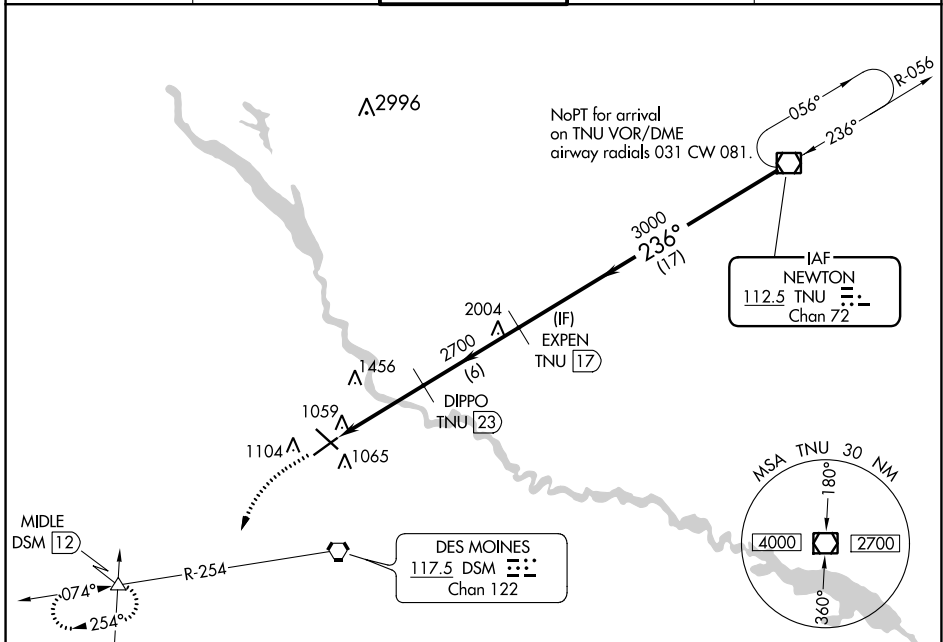 2996
NoPT for arrival
on TNU VOR/DME
airway radials 031 CW 081.
056°
R-056
236°
3000
236°
(17)
IAF
NEWTON
112.5 TNU
Chan 72
2004
(IF)
EXPEN
TNU 17
2700
(6)
1456
DIPPO
TNU 23
1059
1104
1065
MIDLE
DSM 12
R-254
074°
254°
DES MOINES
117.5 DSM
Chan 122
MSA TNU 30 NM
180°
4000
2700
360°